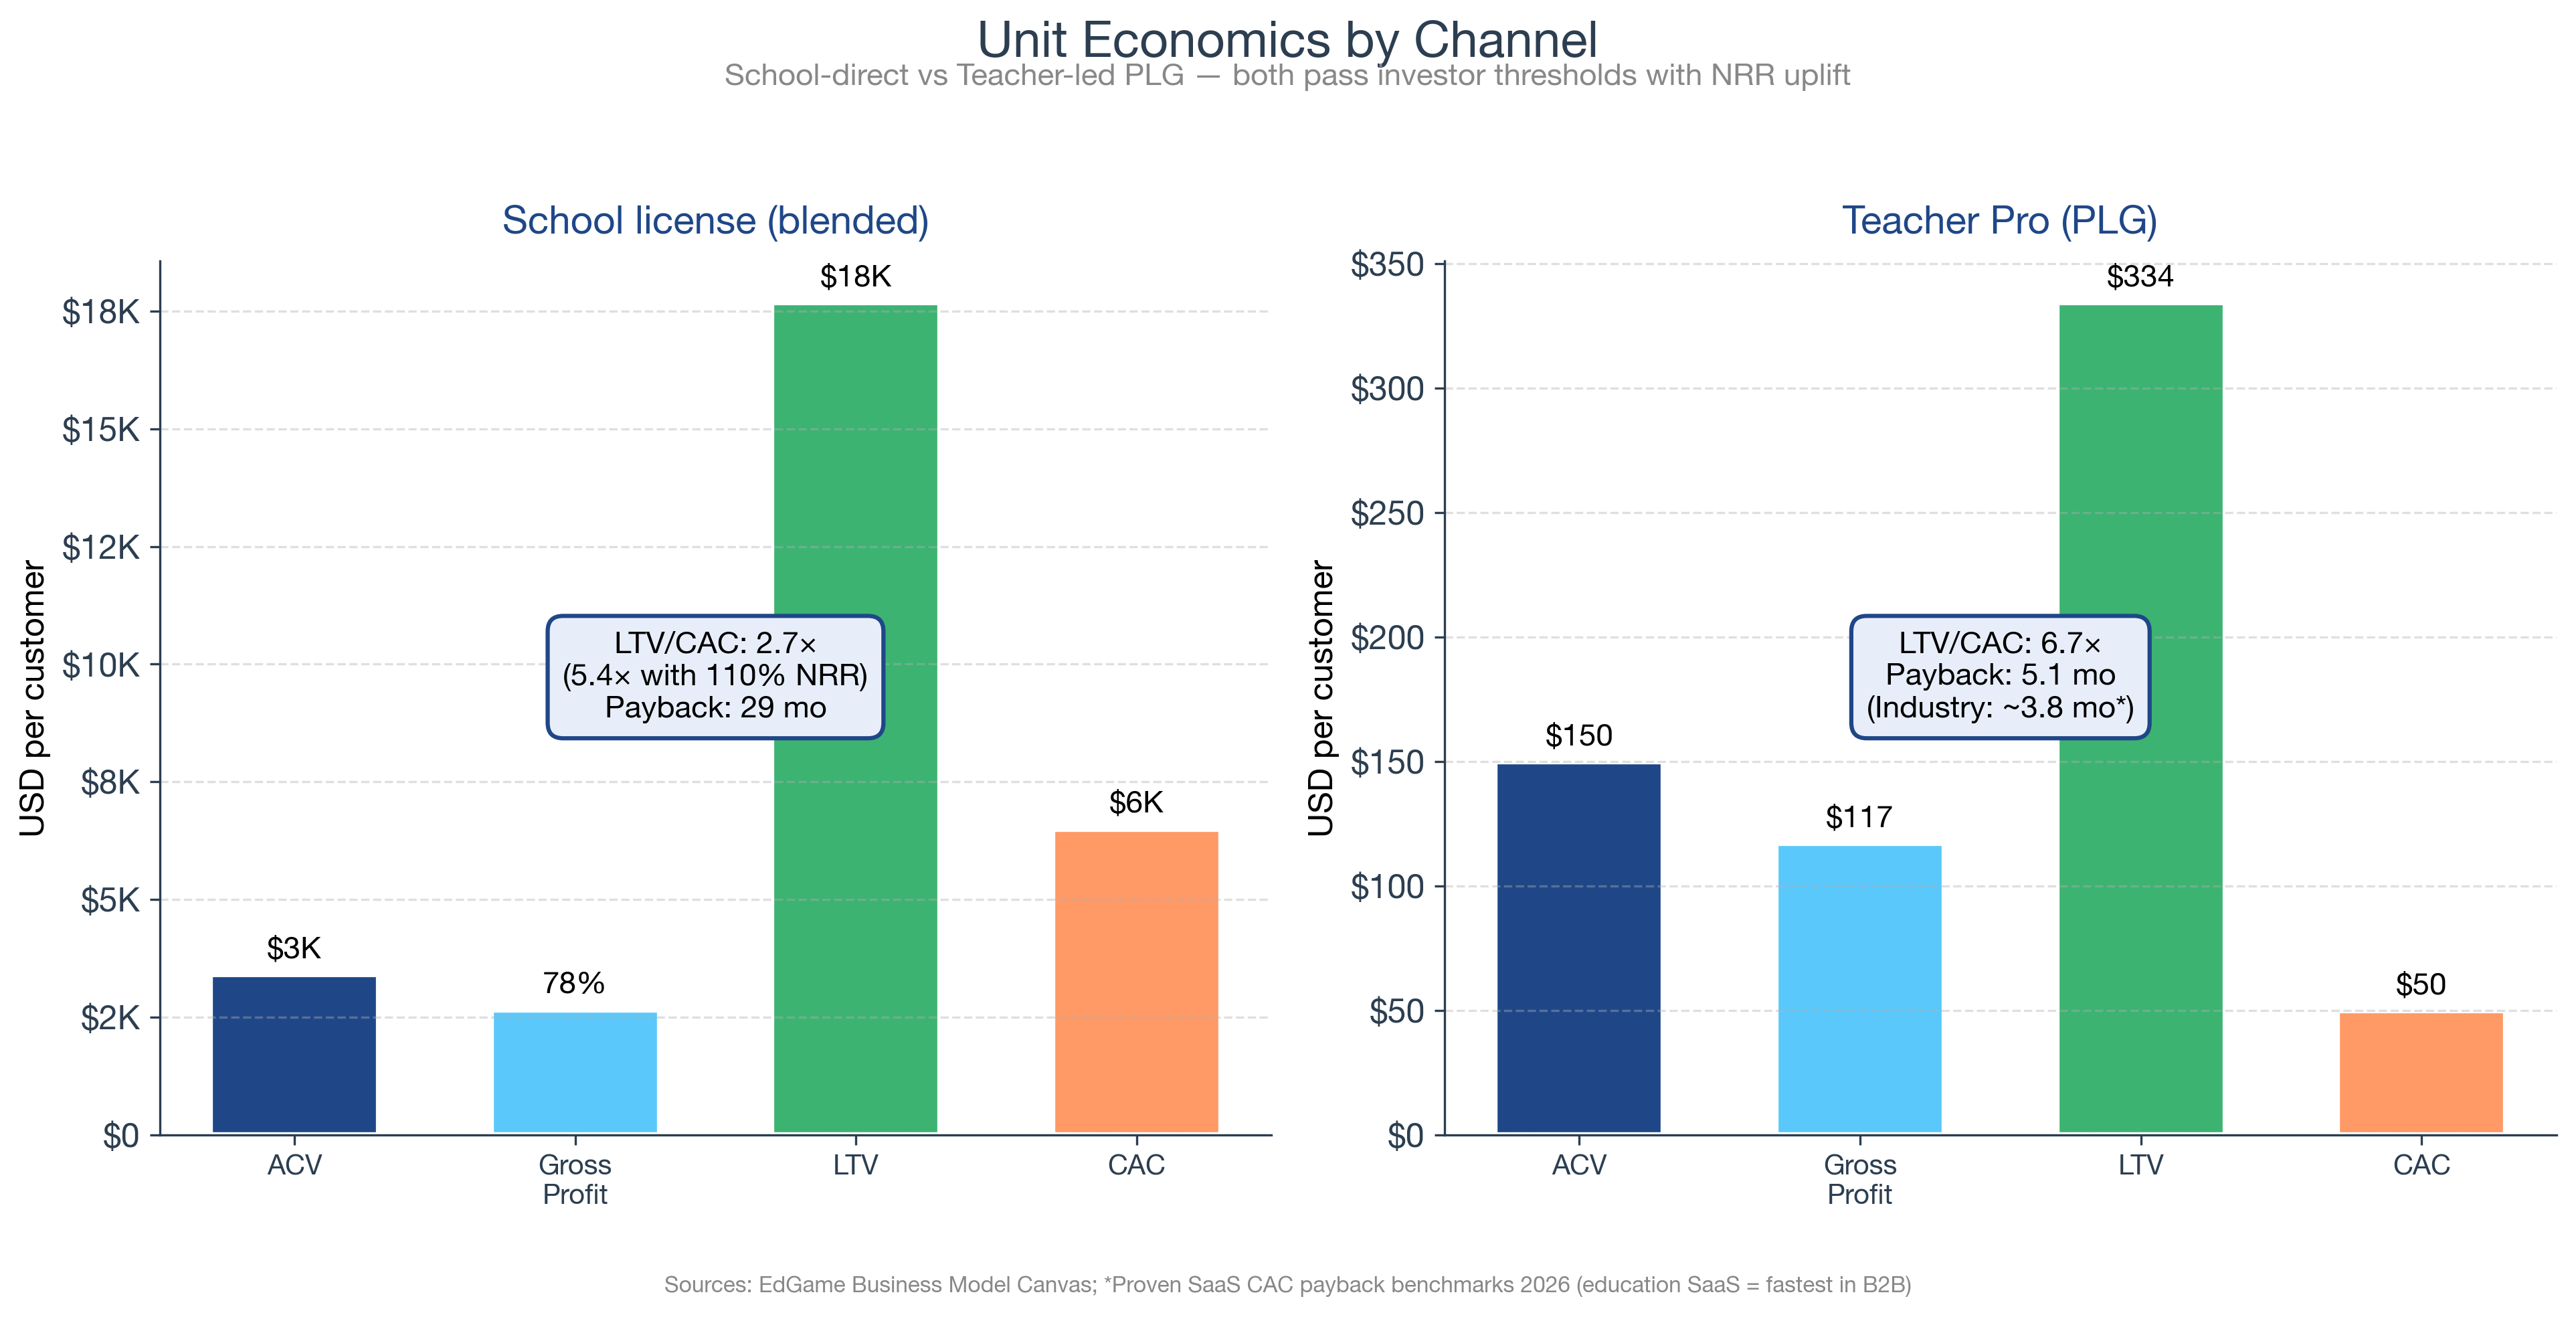 Unit Economics by Channel
School-direct vs Teacher-led PLG — both pass investor thresholds with NRR uplift
School license (blended)
USD per customer
$18K
$15K
$12K
$10K
$8K
$5K
$2K
$0
$3K
78%
$18K
$6K
LTV/CAC: 2.7×
(5.4× with 110% NRR)
Payback: 29 mo
ACV
Gross
Profit
LTV
CAC
Teacher Pro (PLG)
USD per customer
$350
$300
$250
$200
$150
$100
$50
$0
$150
$117
$334
$50
LTV/CAC: 6.7×
Payback: 5.1 mo
(Industry: ~3.8 mo*)
ACV
Gross
Profit
LTV
CAC
Sources: EdGame Business Model Canvas; *Proven SaaS CAC payback benchmarks 2026 (education SaaS = fastest in B2B)